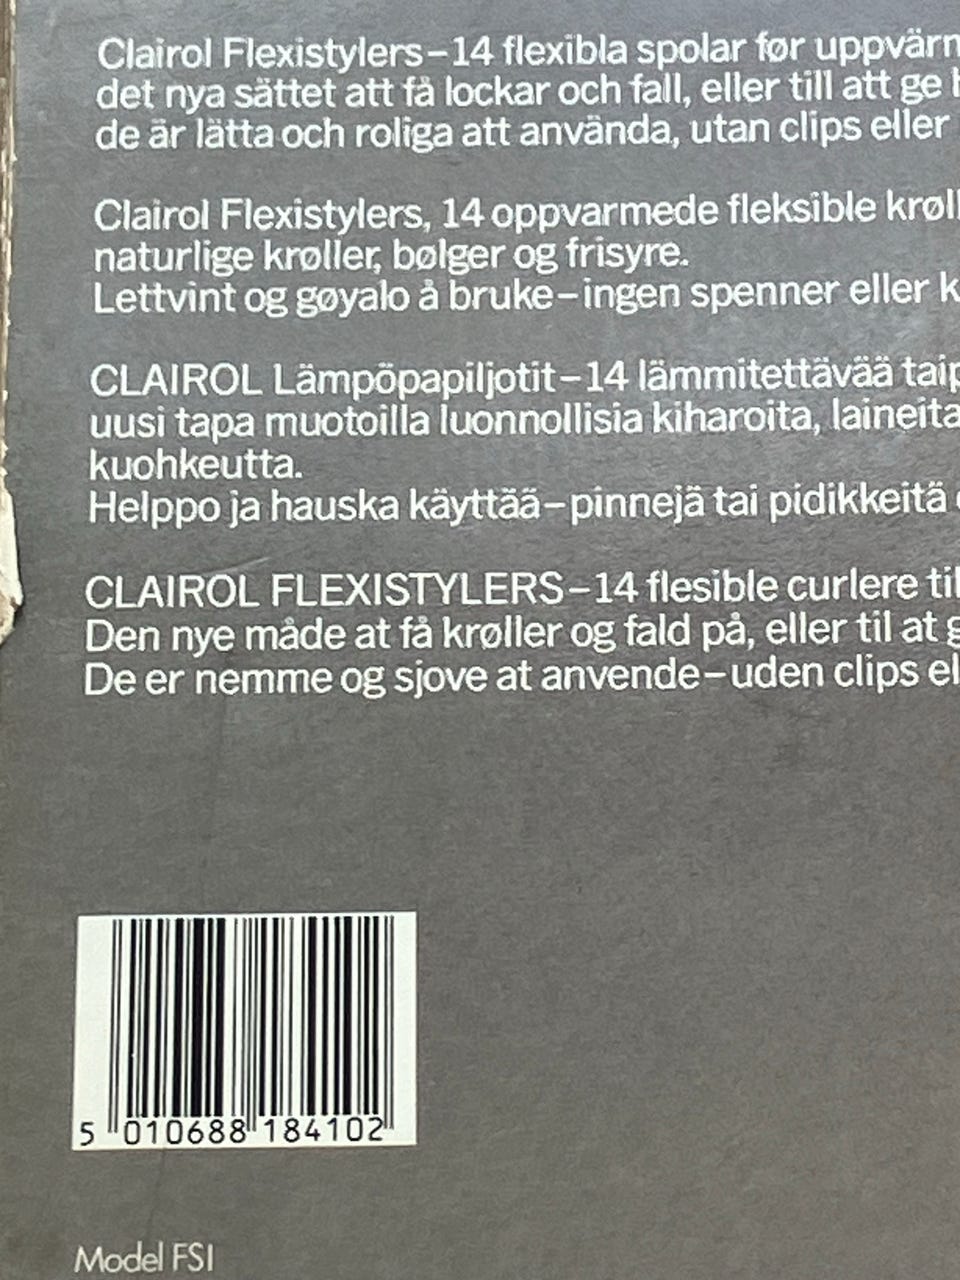 Clairol Flexistylers–14 flexibla spolar før
det nya sättet att få lockar och fall, eller till att ge
de är lätta och roliga att använda, utan clips eller
Clairol Flexistylers, 14 oppvarmede fleksible
naturlige krøller, bølger og frisyre.
Lettvint og gøyalo å bruke–ingen spenner eller
CLAIROL Lämpöpapiljotit–14 lämmitettävää
uusi tapa muotoilla luonnollisia kiharoita, laineita
kuohkeutta.
Helppo ja hauska käyttää–pinnejä tai pidikkeitä
CLAIROL FLEXISTYLERS–14 flesible curlere til
Den nye måde at få krøller og fald på, eller til at
De er nemme og sjove at anvende–uden clips
5 010688 184102
Model FSI